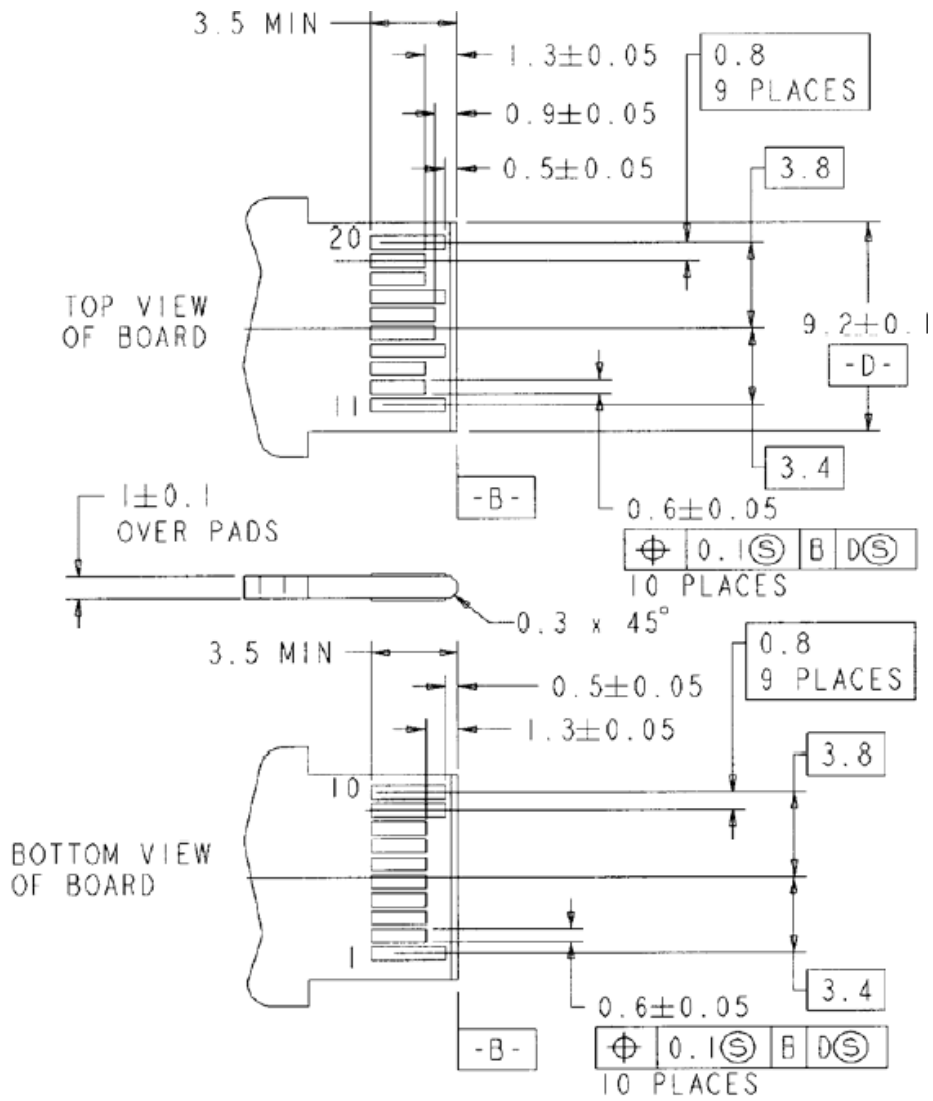 3.5 MIN
1.3±0.05
0.8
9 PLACES
0.9±0.05
0.5±0.05
3.8
20
TOP VIEW
OF BOARD
9.2±0.1
-D-
11
3.4
-B-
1±0.1
OVER PADS
0.6±0.05
⌖ 0.1Ⓢ B DⓈ
10 PLACES
0.3 x 45°
3.5 MIN
0.8
9 PLACES
0.5±0.05
1.3±0.05
3.8
10
BOTTOM VIEW
OF BOARD
1
3.4
0.6±0.05
-B-
⌖ 0.1Ⓢ B DⓈ
10 PLACES